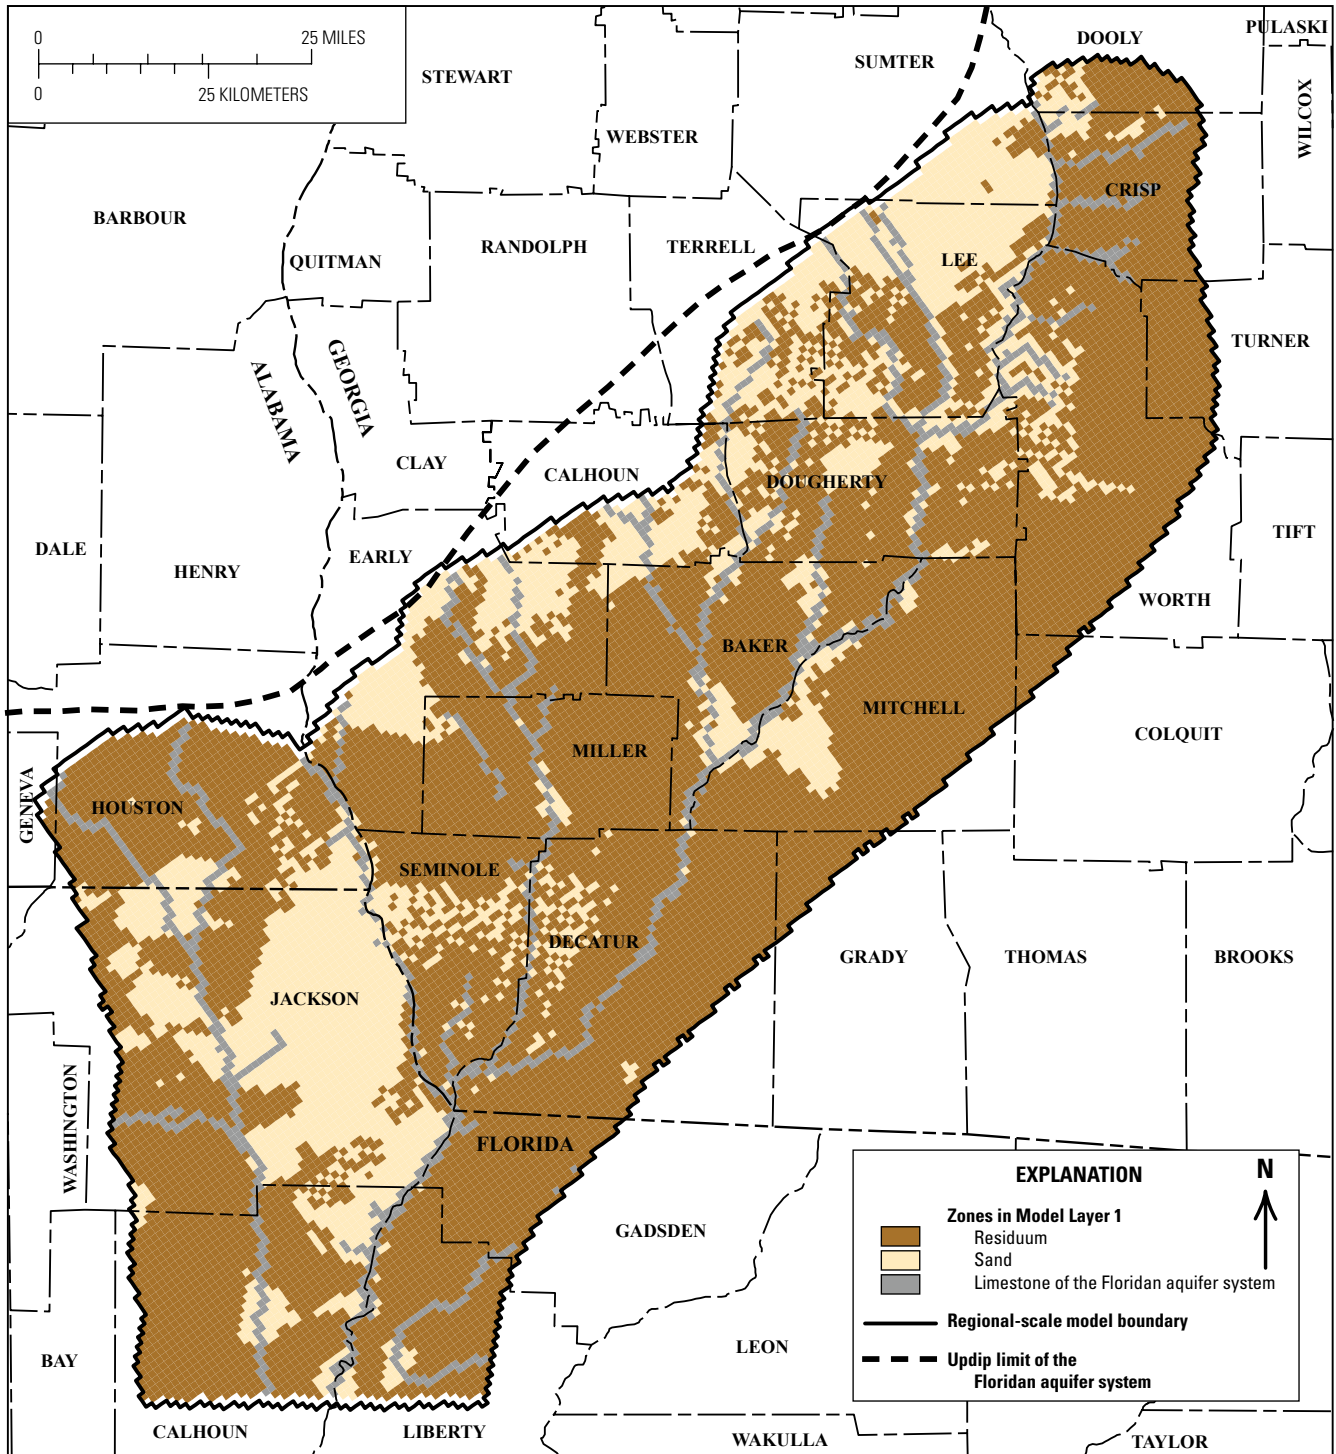 0 25 MILES
0 25 KILOMETERS
STEWART
SUMTER
DOOLY
PULASKI
WILCOX
WEBSTER
BARBOUR
QUITMAN
RANDOLPH
TERRELL
LEE
CRISP
TURNER
ALABAMA
GEORGIA
CLAY
CALHOUN
DOUGHERTY
DALE
HENRY
EARLY
TIFT
WORTH
BAKER
MITCHELL
MILLER
COLQUIT
GENEVA
HOUSTON
SEMINOLE
DECATUR
GRADY
THOMAS
BROOKS
JACKSON
WASHINGTON
FLORIDA
GADSDEN
LEON
BAY
CALHOUN
LIBERTY
WAKULLA
TAYLOR
EXPLANATION
N
Zones in Model Layer 1
Residuum
Sand
Limestone of the Floridan aquifer system
Regional-scale model boundary
Updip limit of the
Floridan aquifer system